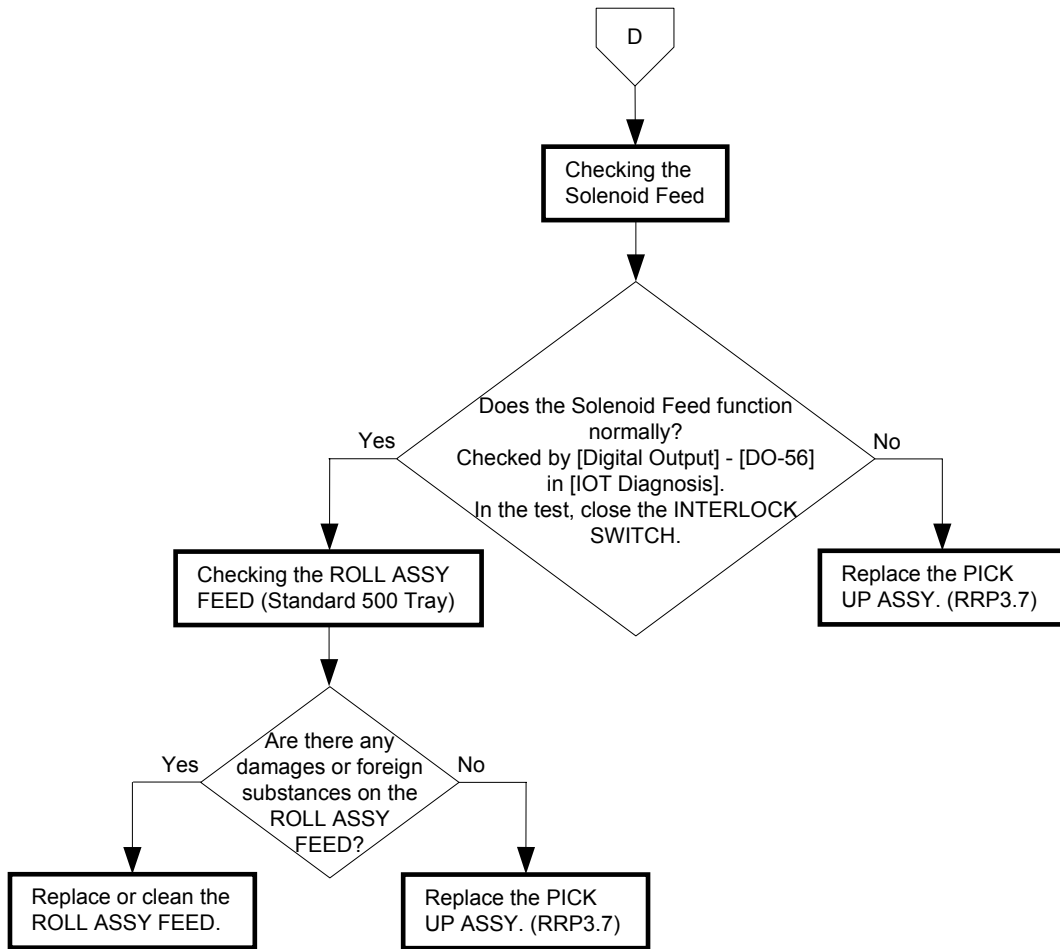 D
Checking the
Solenoid Feed
Does the Solenoid Feed function
normally?
Checked by [Digital Output] - [DO-56]
in [IOT Diagnosis].
In the test, close the INTERLOCK
SWITCH.
Yes
No
Checking the ROLL ASSY
FEED (Standard 500 Tray)
Replace the PICK
UP ASSY. (RRP3.7)
Are there any
damages or foreign
substances on the
ROLL ASSY
FEED?
Yes
No
Replace or clean the
ROLL ASSY FEED.
Replace the PICK
UP ASSY. (RRP3.7)